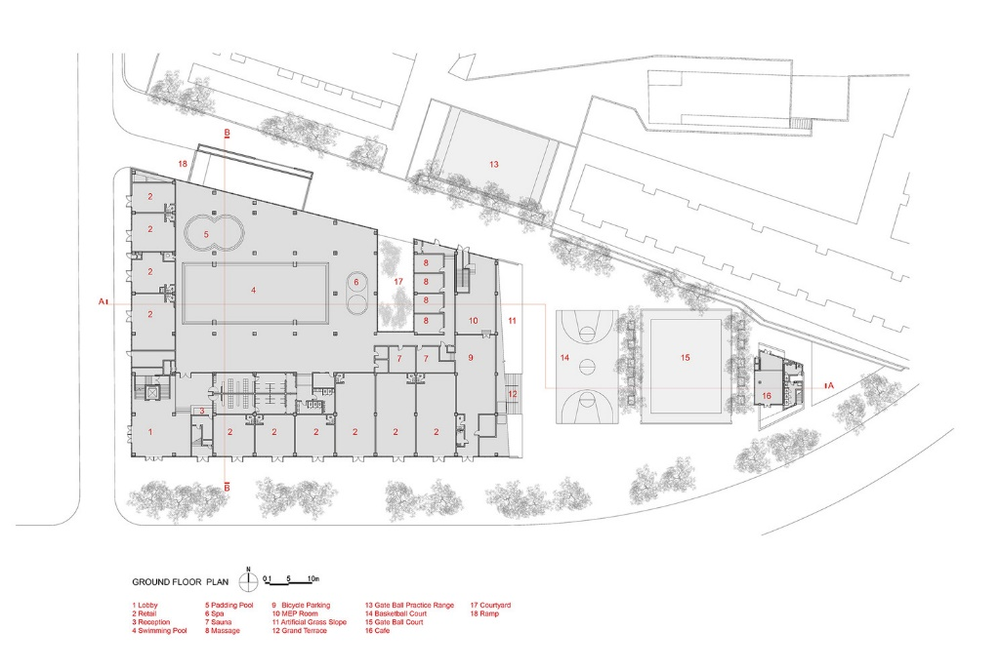 B
18
13
2
2
5
2
4
6
17
8
8
8
8
A
2
10
11
9
7
7
14
15
16
A
12
3
1
2
2
2
2
2
2
B
GROUND FLOOR PLAN
N
0 1 5 10m
1 Lobby
2 Retail
3 Reception
4 Swimming Pool
5 Padding Pool
6 Spa
7 Sauna
8 Massage
9 Bicycle Parking
10 MEP Room
11 Artificial Grass Slope
12 Grand Terrace
13 Gate Ball Practice Range
14 Basketball Court
15 Gate Ball Court
16 Cafe
17 Courtyard
18 Ramp